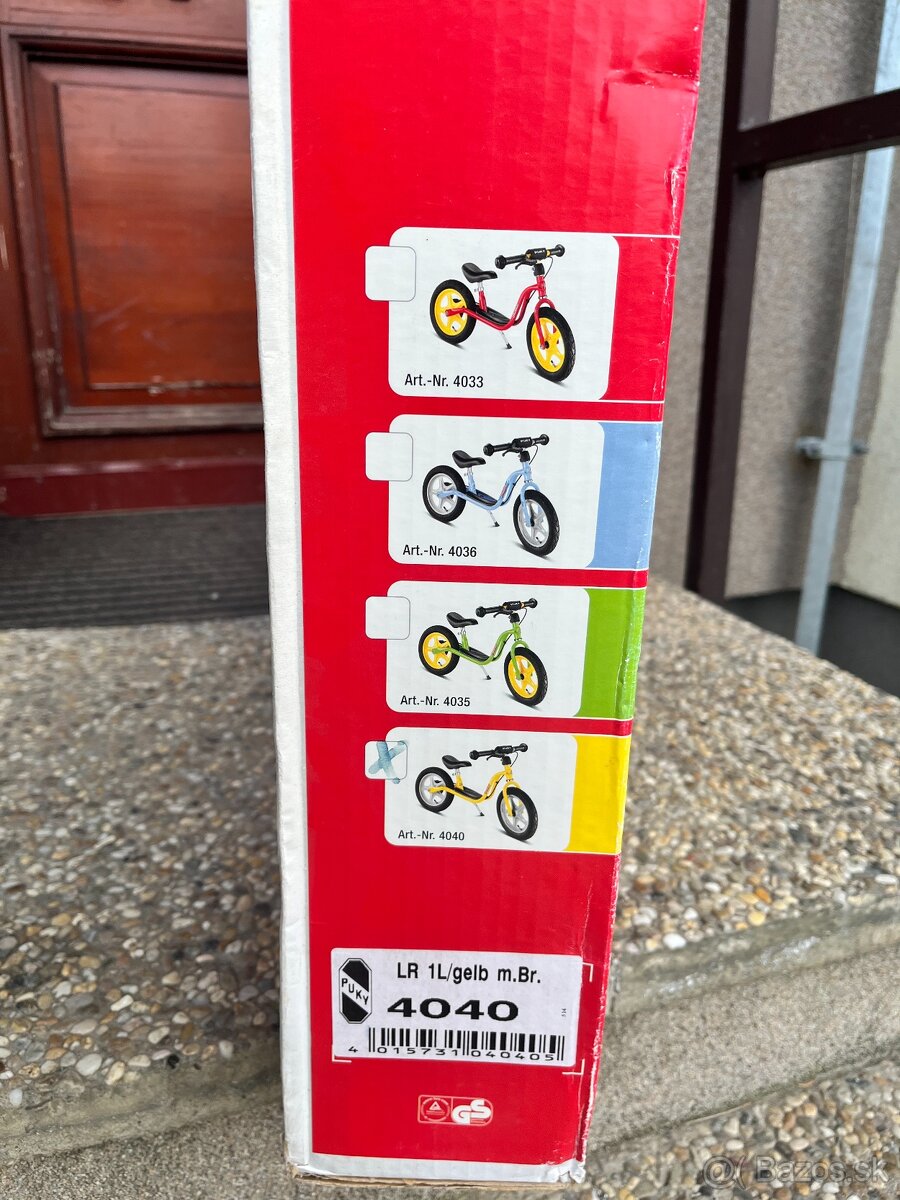 Art.-Nr. 4033
Art.-Nr. 4036
Art.-Nr. 4035
Art.-Nr. 4040
PUKY
LR 1L/gelb m.Br.
4040
4 015731 040405
GS
Bazos.sk